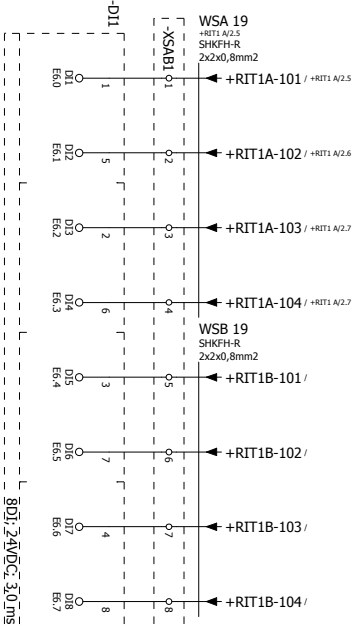 -DI1
-XSAB1
WSA 19
+RIT1 A/2.5
SHKFH-R
2x2x0,8mm2
E6.0 DI1 1 1 +RIT1A-101 / +RIT1 A/2.5
E6.1 DI2 5 2 +RIT1A-102 / +RIT1 A/2.6
E6.2 DI3 2 3 +RIT1A-103 / +RIT1 A/2.7
E6.3 DI4 6 4 +RIT1A-104 / +RIT1 A/2.7
WSB 19
SHKFH-R
2x2x0,8mm2
E6.4 DI5 3 5 +RIT1B-101 /
E6.5 DI6 7 6 +RIT1B-102 /
E6.6 DI7 4 7 +RIT1B-103 /
E6.7 DI8 8 8 +RIT1B-104 /
8DI; 24VDC; 3,0 ms